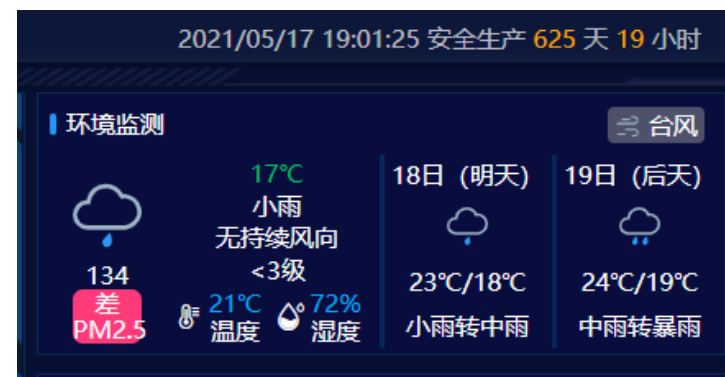 2021/05/17 19:01:25 安全生产 625 天 19 小时
环境监测
台风
134
差
PM2.5
17℃
小雨
无持续风向
<3级
21℃
温度
72%
湿度
18日 (明天)
23℃/18℃
小雨转中雨
19日 (后天)
24℃/19℃
中雨转暴雨